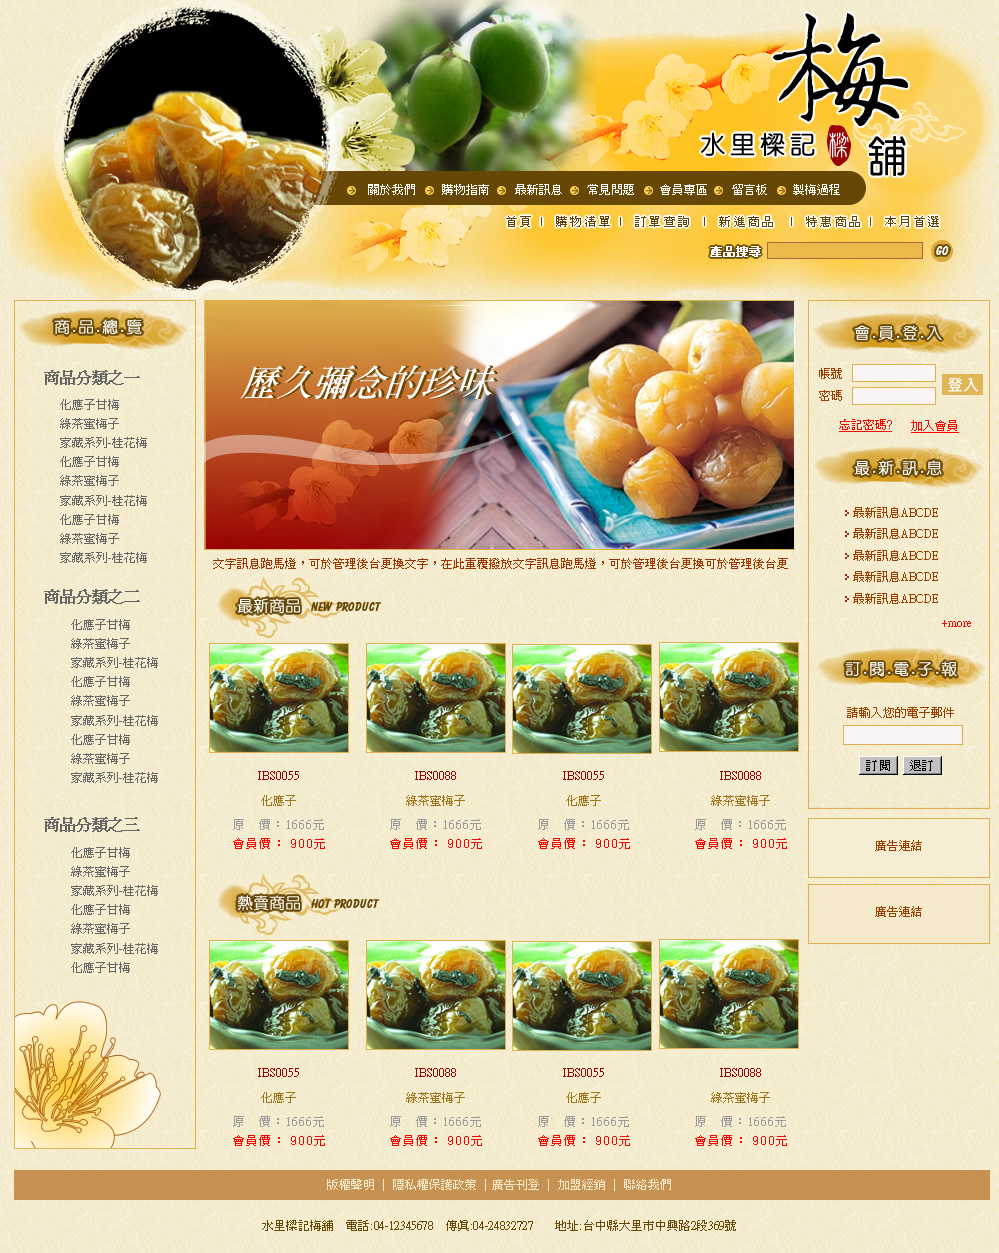 梅
水里樑記 樑 舖
關於我們 購物指南 最新訊息 常見問題 會員專區 留言板 製梅過程
首頁 | 購物清單 | 訂單查詢 | 新進商品 | 特惠商品 | 本月首選
產品搜尋 GO
商.品.總.覽
商品分類之一
化應子甘梅
綠茶蜜梅子
家藏系列-桂花梅
化應子甘梅
綠茶蜜梅子
家藏系列-桂花梅
化應子甘梅
綠茶蜜梅子
家藏系列-桂花梅
商品分類之二
化應子甘梅
綠茶蜜梅子
家藏系列-桂花梅
化應子甘梅
綠茶蜜梅子
家藏系列-桂花梅
化應子甘梅
綠茶蜜梅子
家藏系列-桂花梅
商品分類之三
化應子甘梅
綠茶蜜梅子
家藏系列-桂花梅
化應子甘梅
綠茶蜜梅子
家藏系列-桂花梅
化應子甘梅
歷久彌念的珍味
文字訊息跑馬燈，可於管理後台更換文字，在此重覆撥放文字訊息跑馬燈，可於管理後台更換可於管理後台更
最新商品 NEW PRODUCT
IBS0055 IBS0088 IBS0055 IBS0088
化應子 綠茶蜜梅子 化應子 綠茶蜜梅子
原 價：1666元 原 價：1666元 原 價：1666元 原 價：1666元
會員價： 900元 會員價： 900元 會員價： 900元 會員價： 900元
熱賣商品 HOT PRODUCT
IBS0055 IBS0088 IBS0055 IBS0088
化應子 綠茶蜜梅子 化應子 綠茶蜜梅子
原 價：1666元 原 價：1666元 原 價：1666元 原 價：1666元
會員價： 900元 會員價： 900元 會員價： 900元 會員價： 900元
會.員.登.入
帳號
密碼
登入
忘記密碼? 加入會員
最.新.訊.息
最新訊息ABCDE
最新訊息ABCDE
最新訊息ABCDE
最新訊息ABCDE
最新訊息ABCDE
+more
訂.閱.電.子.報
請輸入您的電子郵件
訂閱 退訂
廣告連結
廣告連結
版權聲明 | 隱私權保護政策 | 廣告刊登 | 加盟經銷 | 聯絡我們
水里樑記梅舖 電話:04-12345678 傳真:04-24832727 地址:台中縣大里市中興路2段369號